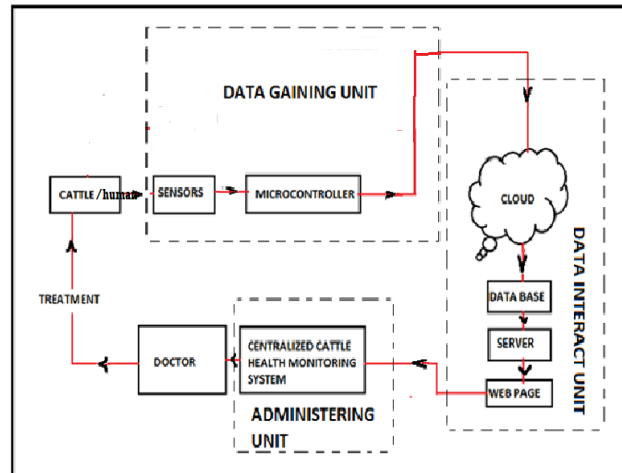 DATA GAINING UNIT
CATTLE /human
SENSORS
MICROCONTROLLER
CLOUD
DATA INTERACT UNIT
DATA BASE
SERVER
WEB PAGE
TREATMENT
DOCTOR
CENTRALIZED CATTLE
HEALTH MONITORING
SYSTEM
ADMINISTERING
UNIT